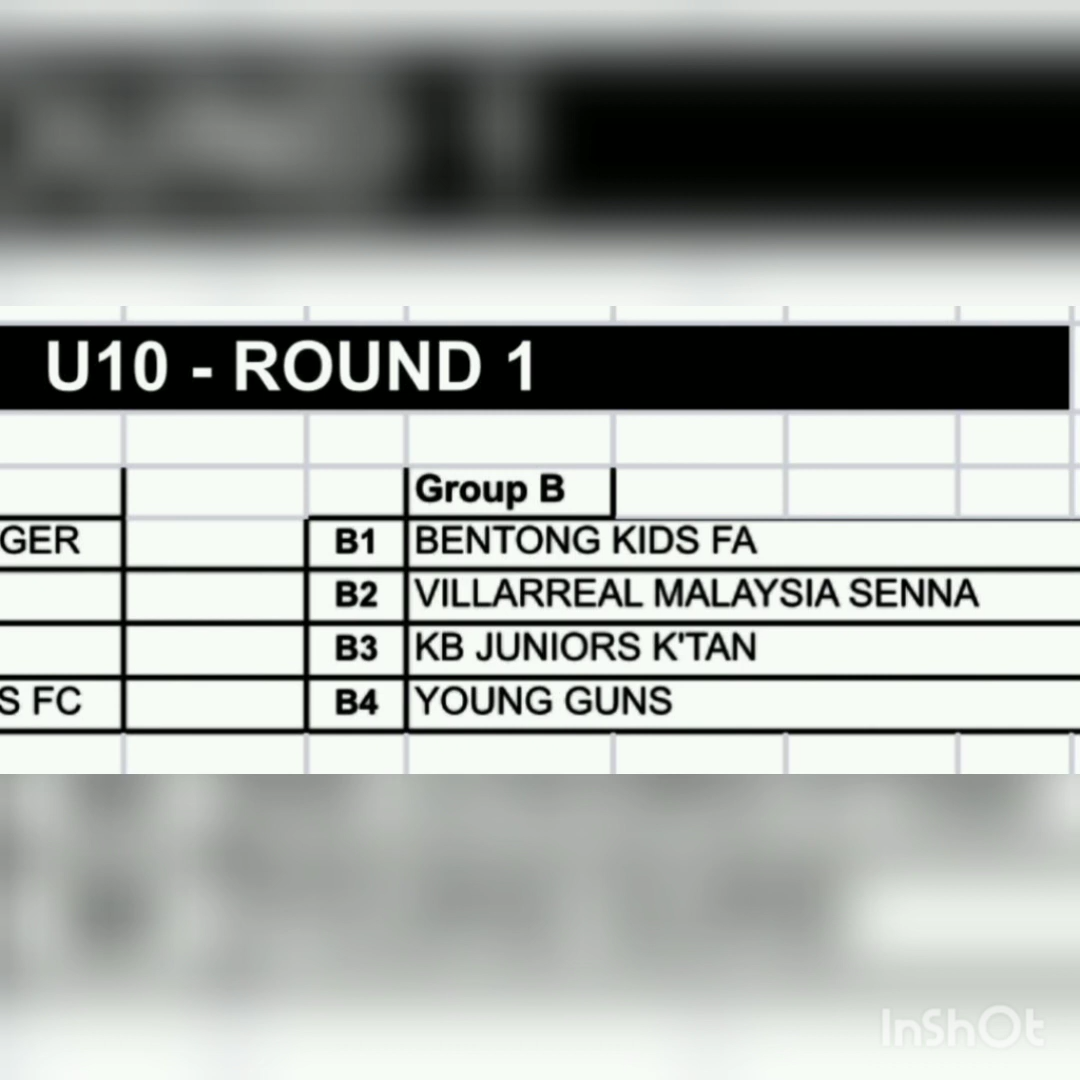 U10 - ROUND 1
Group B
GER B1 BENTONG KIDS FA
B2 VILLARREAL MALAYSIA SENNA
B3 KB JUNIORS K'TAN
S FC B4 YOUNG GUNS
InShOt